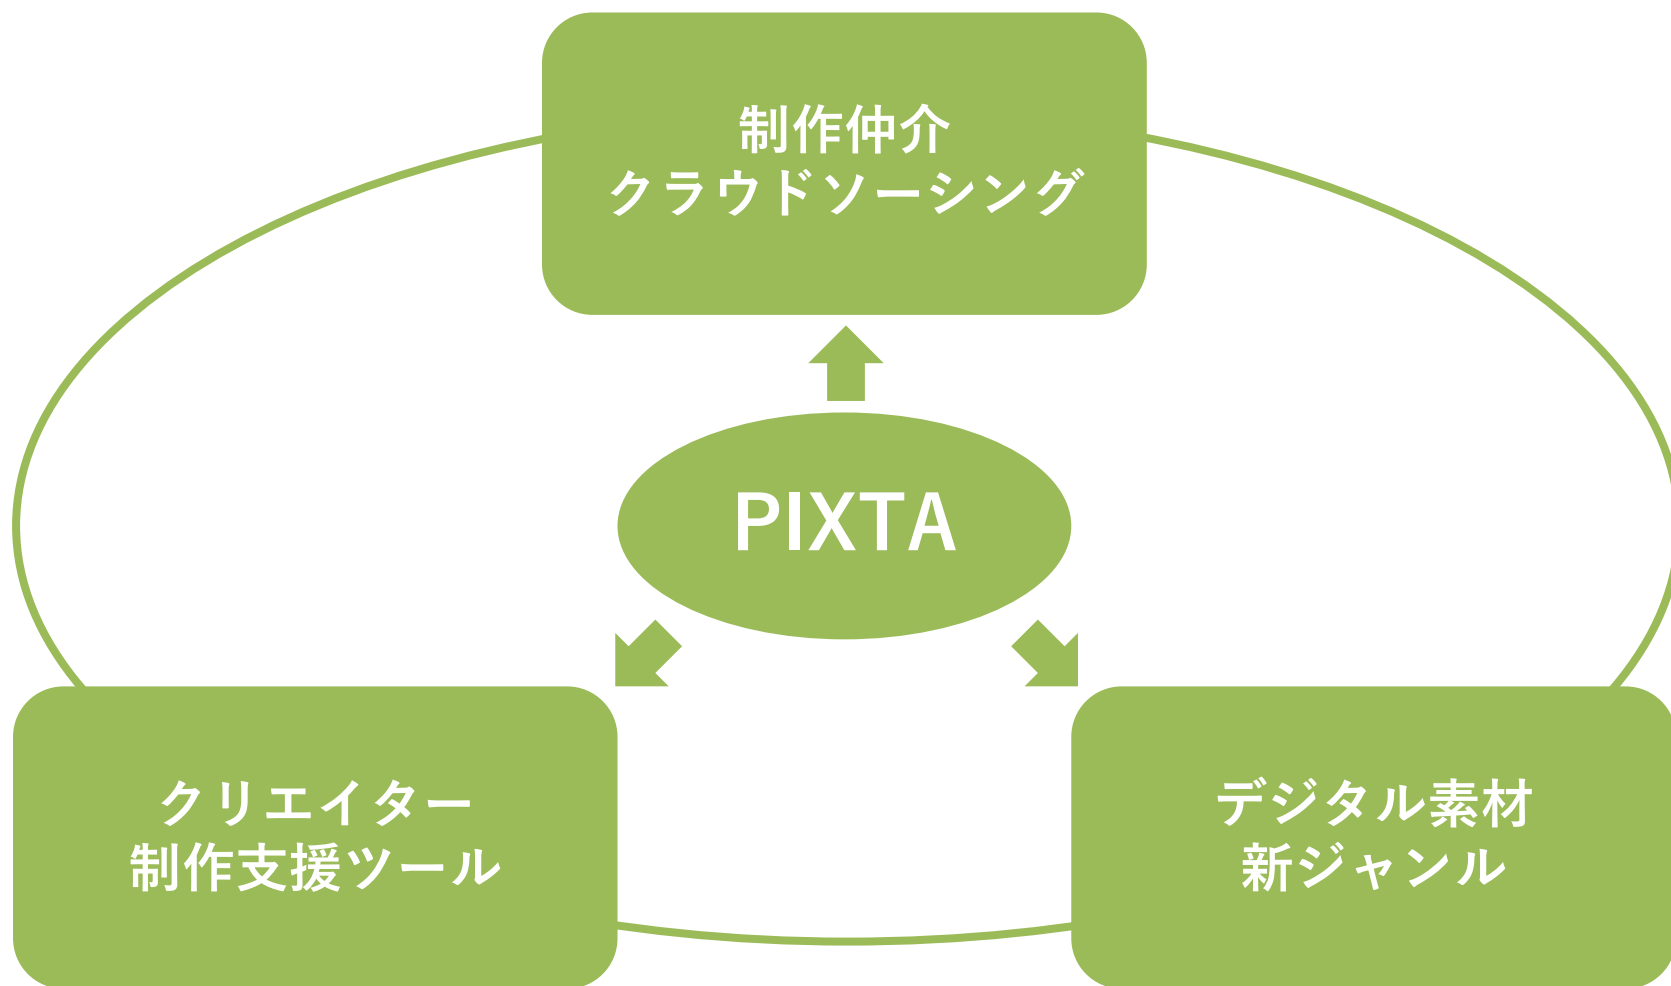 制作仲介
クラウドソーシング
PIXTA
クリエイター
制作支援ツール
デジタル素材
新ジャンル